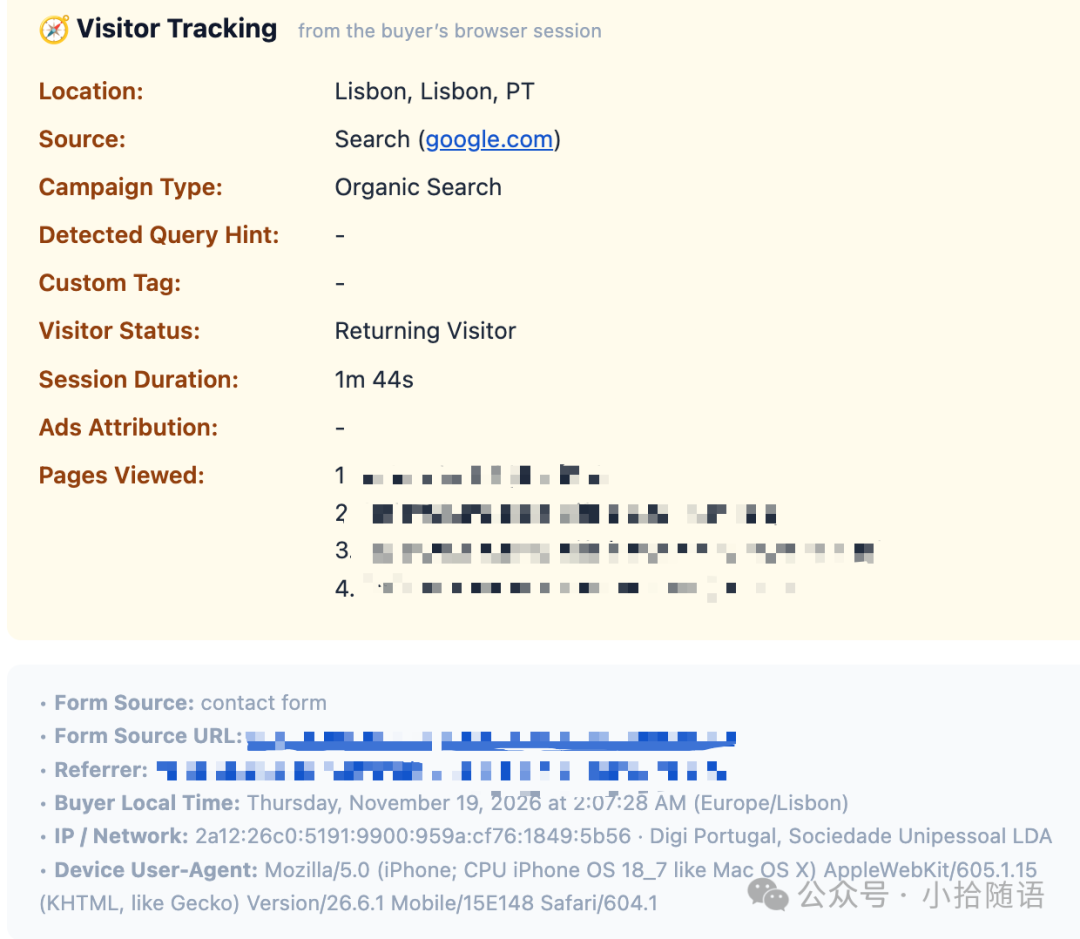 Visitor Tracking from the buyer's browser session
Location: Lisbon, Lisbon, PT
Source: Search (google.com)
Campaign Type: Organic Search
Detected Query Hint: -
Custom Tag: -
Visitor Status: Returning Visitor
Session Duration: 1m 44s
Ads Attribution: -
Pages Viewed: 1
2
3.
4.
• Form Source: contact form
• Form Source URL:
• Referrer:
• Buyer Local Time: Thursday, November 19, 2026 at 2:07:28 AM (Europe/Lisbon)
• IP / Network: 2a12:26c0:5191:9900:959a:cf76:1849:5b56 · Digi Portugal, Sociedade Unipessoal LDA
• Device User-Agent: Mozilla/5.0 (iPhone; CPU iPhone OS 18_7 like Mac OS X) AppleWebKit/605.1.15
(KHTML, like Gecko) Version/26.6.1 Mobile/15E148 Safari/604.1
公众号 · 小拾随语